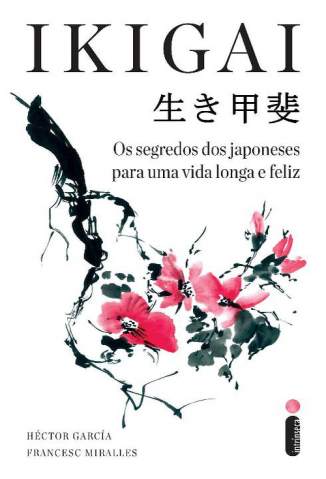 IKIGAI
生き甲斐
Os segredos dos japoneses
para uma vida longa e feliz
HÉCTOR GARCÍA
FRANCESC MIRALLES
intrínseca